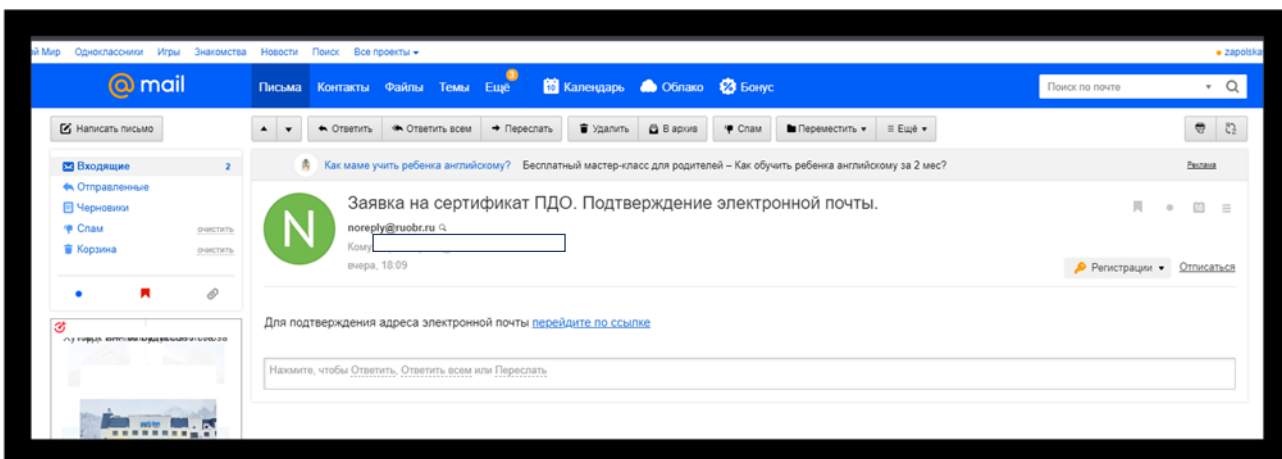 ой Мир Одноклассники Игры Знакомства Новости Поиск Все проекты
zapolska
@ mail Письма Контакты Файлы Темы Ещё 3 10 Календарь Облако Бонус Поиск по почте
Написать письмо Ответить Ответить всем Переслать Удалить В архив Спам Переместить Ещё
Входящие 2
Отправленные
Черновики
Спам очистить
Корзина очистить
Как маме учить ребенка английскому? Бесплатный мастер-класс для родителей – Как обучить ребенка английскому за 2 мес? Реклама
N
Заявка на сертификат ПДО. Подтверждение электронной почты.
10
noreply@ruobr.ru
Кому
вчера, 18:09
Регистрации Отписаться
Для подтверждения адреса электронной почты перейдите по ссылке
Нажмите, чтобы Ответить, Ответить всем или Переслать